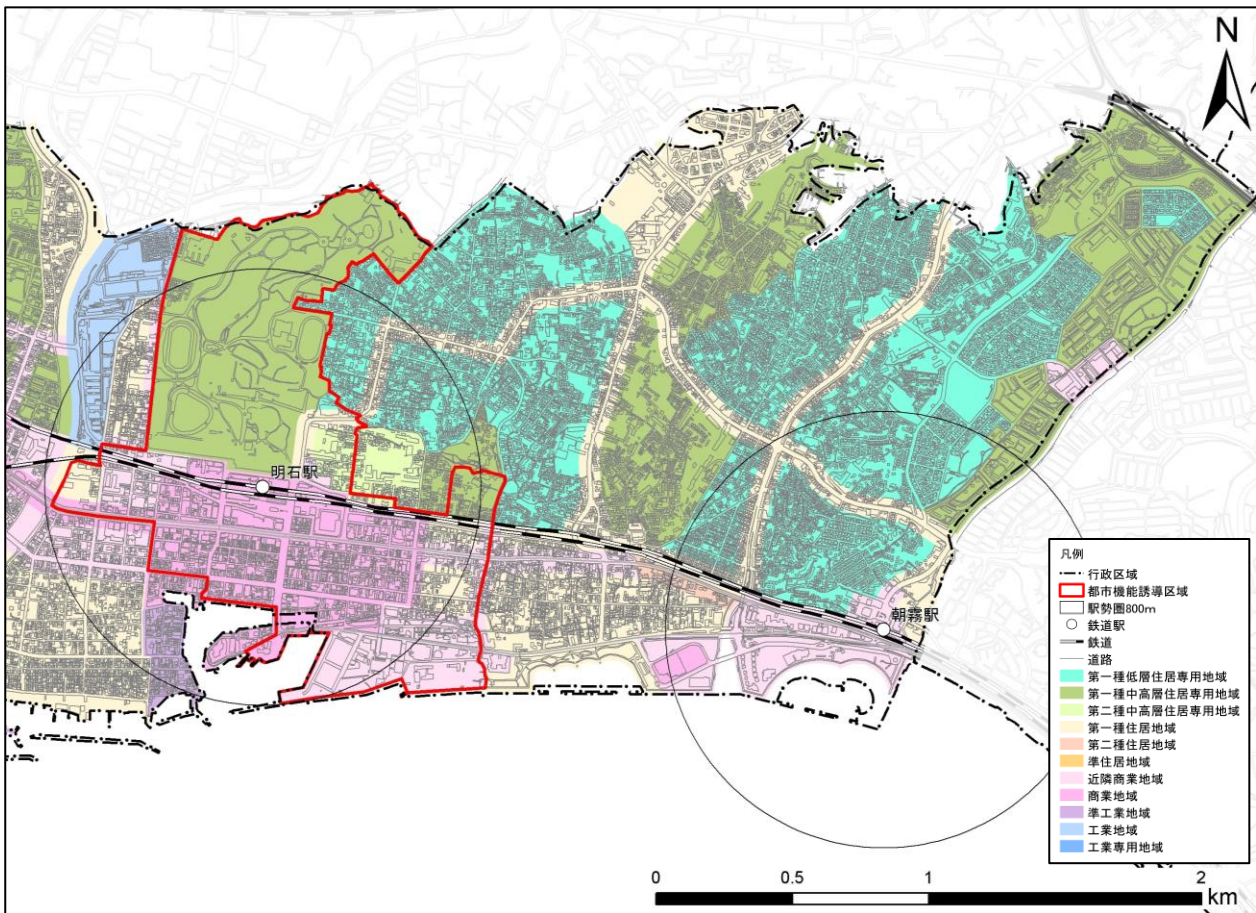 N
明石駅
朝霧駅
凡例
行政区域
都市機能誘導区域
駅勢圏800m
鉄道駅
鉄道
道路
第一種低層住居専用地域
第一種中高層住居専用地域
第二種中高層住居専用地域
第一種住居地域
第二種住居地域
準住居地域
近隣商業地域
商業地域
準工業地域
工業地域
工業専用地域
0 0.5 1 2
km